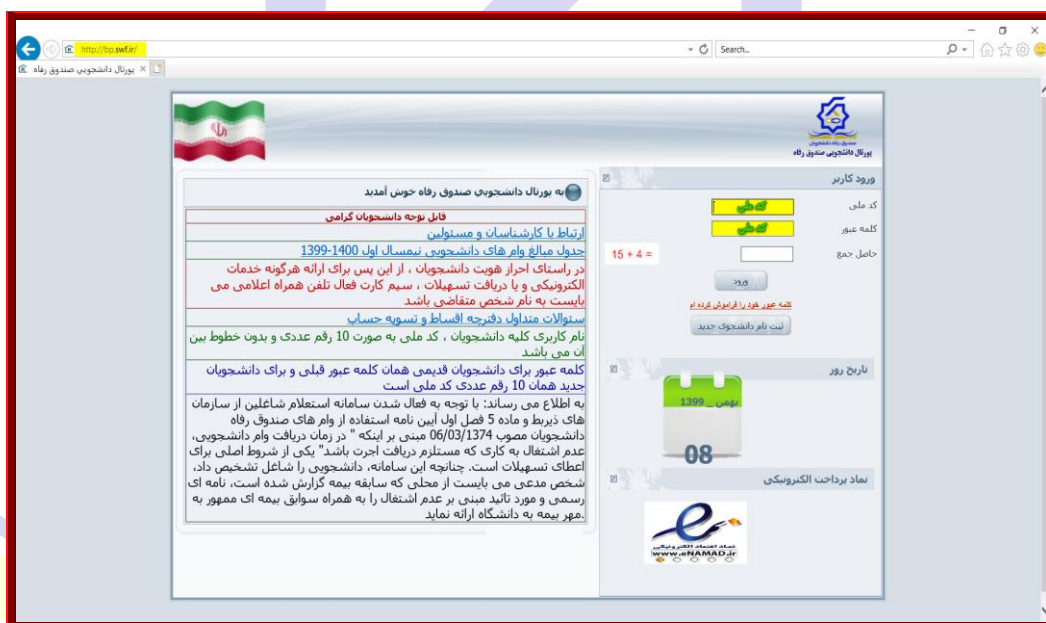 http://bp.swf.ir/
Search...
پورتال دانشجویی صندوق رفاه
صندوق رفاه دانشجویان
پورتال دانشجویی صندوق رفاه
ورود کاربر
کد ملی
کد ملی
کلمه عبور
کد ملی
حاصل جمع
15 + 4 =
ورود
کلمه عبور خود را فراموش کرده ام
ثبت نام دانشجوی جدید
تاریخ روز
بهمن _ 1399
08
نماد پرداخت الکترونیکی
نماد اعتماد الکترونیکی
www.eNAMAD.ir
به پورتال دانشجویی صندوق رفاه خوش آمدید
قابل توجه دانشجویان گرامی
ارتباط با کارشناسان و مسئولین
جدول مبالغ وام های دانشجویی نیمسال اول 1400-1399
در راستای احراز هویت دانشجویان ، از این پس برای ارائه هرگونه خدمات
الکترونیکی و یا دریافت تسهیلات ، سیم کارت فعال تلفن همراه اعلامی می
بایست به نام شخص متقاضی باشد
سئوالات متداول دفترچه اقساط و تسویه حساب
نام کاربری کلیه دانشجویان ، کد ملی به صورت 10 رقم عددی و بدون خطوط بین
آن می باشد
کلمه عبور برای دانشجویان قدیمی همان کلمه عبور قبلی و برای دانشجویان
جدید همان 10 رقم عددی کد ملی است
به اطلاع می رساند: با توجه به فعال شدن سامانه استعلام شاغلین از سازمان
های ذیربط و ماده 5 فصل اول آیین نامه استفاده از وام های صندوق رفاه
دانشجویان مصوب 06/03/1374 مبنی بر اینکه " در زمان دریافت وام دانشجویی،
عدم اشتغال به کاری که مستلزم دریافت اجرت باشد" یکی از شروط اصلی برای
اعطای تسهیلات است. چنانچه این سامانه، دانشجویی را شاغل تشخیص داد،
شخص مدعی می بایست از محلی که سابقه بیمه گزارش شده است، نامه ای
رسمی و مورد تائید مبنی بر عدم اشتغال را به همراه سوابق بیمه ای ممهور به
مهر بیمه به دانشگاه ارائه نماید.